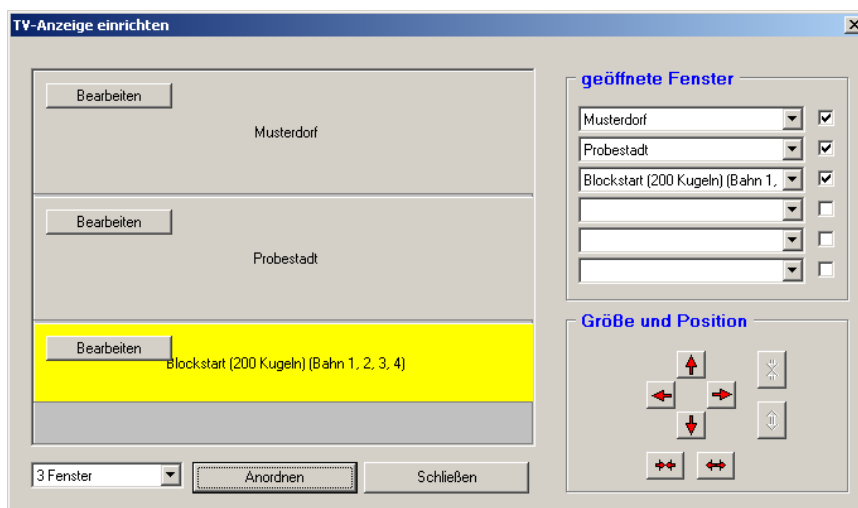 TV-Anzeige einrichten
Bearbeiten
Musterdorf
Bearbeiten
Probestadt
Bearbeiten
Blockstart (200 Kugeln) (Bahn 1, 2, 3, 4)
3 Fenster
Anordnen
Schließen
geöffnete Fenster
Musterdorf
Probestadt
Blockstart (200 Kugeln) (Bahn 1,
Größe und Position